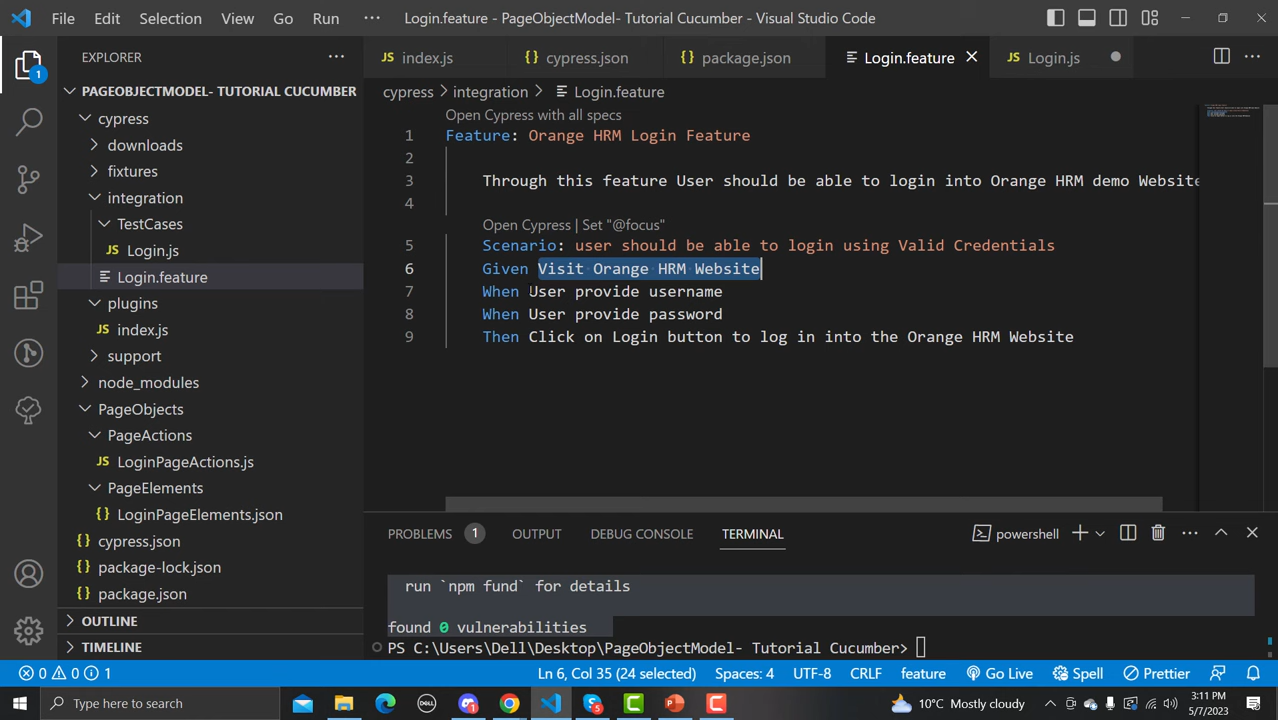 File Edit Selection View Go Run ··· Login.feature - PageObjectModel- Tutorial Cucumber - Visual Studio Code
EXPLORER ···
JS index.js {} cypress.json {} package.json Login.feature JS Login.js
1
PAGEOBJECTMODEL- TUTORIAL CUCUMBER
cypress
downloads
fixtures
integration
TestCases
JS Login.js
Login.feature
plugins
JS index.js
support
node_modules
PageObjects
PageActions
JS LoginPageActions.js
PageElements
{} LoginPageElements.json
{} cypress.json
{} package-lock.json
{} package.json
OUTLINE
TIMELINE
cypress > integration > Login.feature
Open Cypress with all specs
1 Feature: Orange HRM Login Feature
2
3 Through this feature User should be able to login into Orange HRM demo Website
4
Open Cypress | Set "@focus"
5 Scenario: user should be able to login using Valid Credentials
6 Given Visit Orange HRM Website
7 When User provide username
8 When User provide password
9 Then Click on Login button to log in into the Orange HRM Website
PROBLEMS 1 OUTPUT DEBUG CONSOLE TERMINAL powershell
run `npm fund` for details
found 0 vulnerabilities
PS C:\Users\Dell\Desktop\PageObjectModel- Tutorial Cucumber>
0 0 1 Ln 6, Col 35 (24 selected) Spaces: 4 UTF-8 CRLF feature Go Live Spell Prettier
Type here to search DELL 10°C Mostly cloudy 3:11 PM
5/7/2023